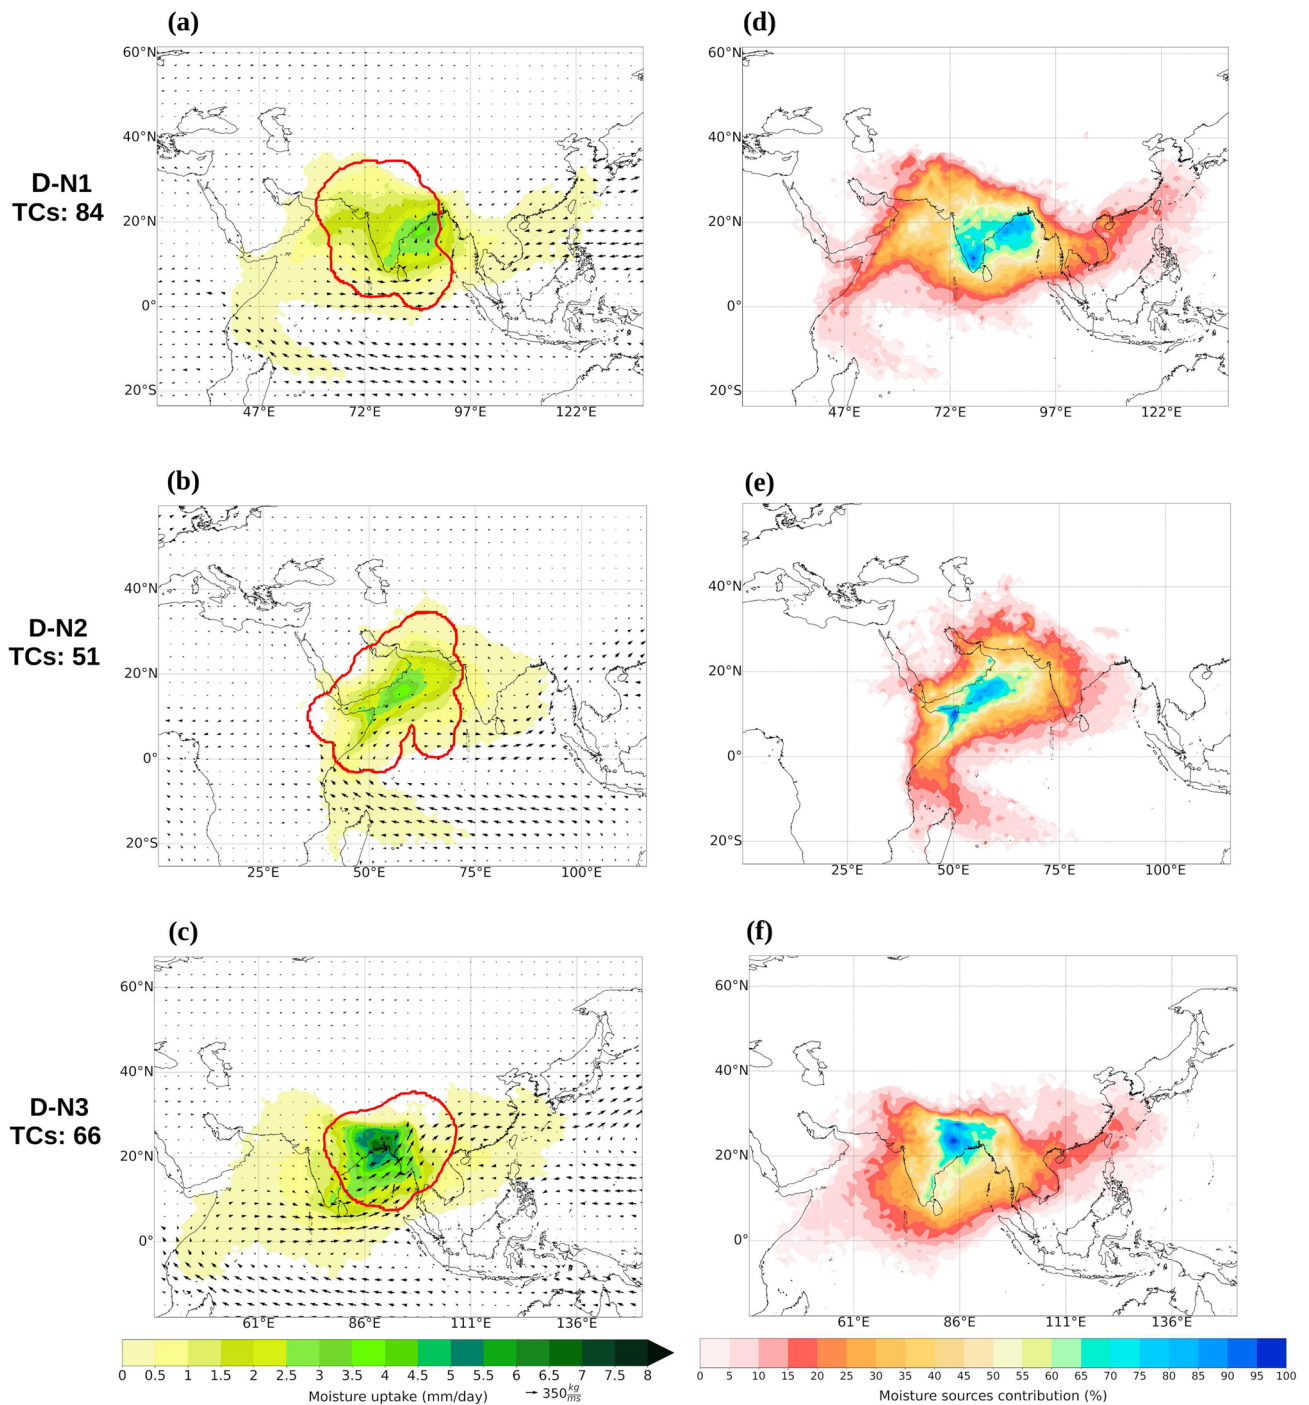 (a)
(d)
D-N1
TCs: 84
60°N
40°N
20°N
0°
20°S
47°E
72°E
97°E
122°E
60°N
40°N
20°N
0°
20°S
47°E
72°E
97°E
122°E
(b)
(e)
D-N2
TCs: 51
40°N
20°N
0°
20°S
25°E
50°E
75°E
100°E
40°N
20°N
0°
20°S
25°E
50°E
75°E
100°E
(c)
(f)
D-N3
TCs: 66
60°N
40°N
20°N
0°
61°E
86°E
111°E
136°E
60°N
40°N
20°N
0°
61°E
86°E
111°E
136°E
0 0.5 1 1.5 2 2.5 3 3.5 4 4.5 5 5.5 6 6.5 7 7.5 8
Moisture uptake (mm/day)
→ 350 kg/ms
0 5 10 15 20 25 30 35 40 45 50 55 60 65 70 75 80 85 90 95 100
Moisture sources contribution (%)